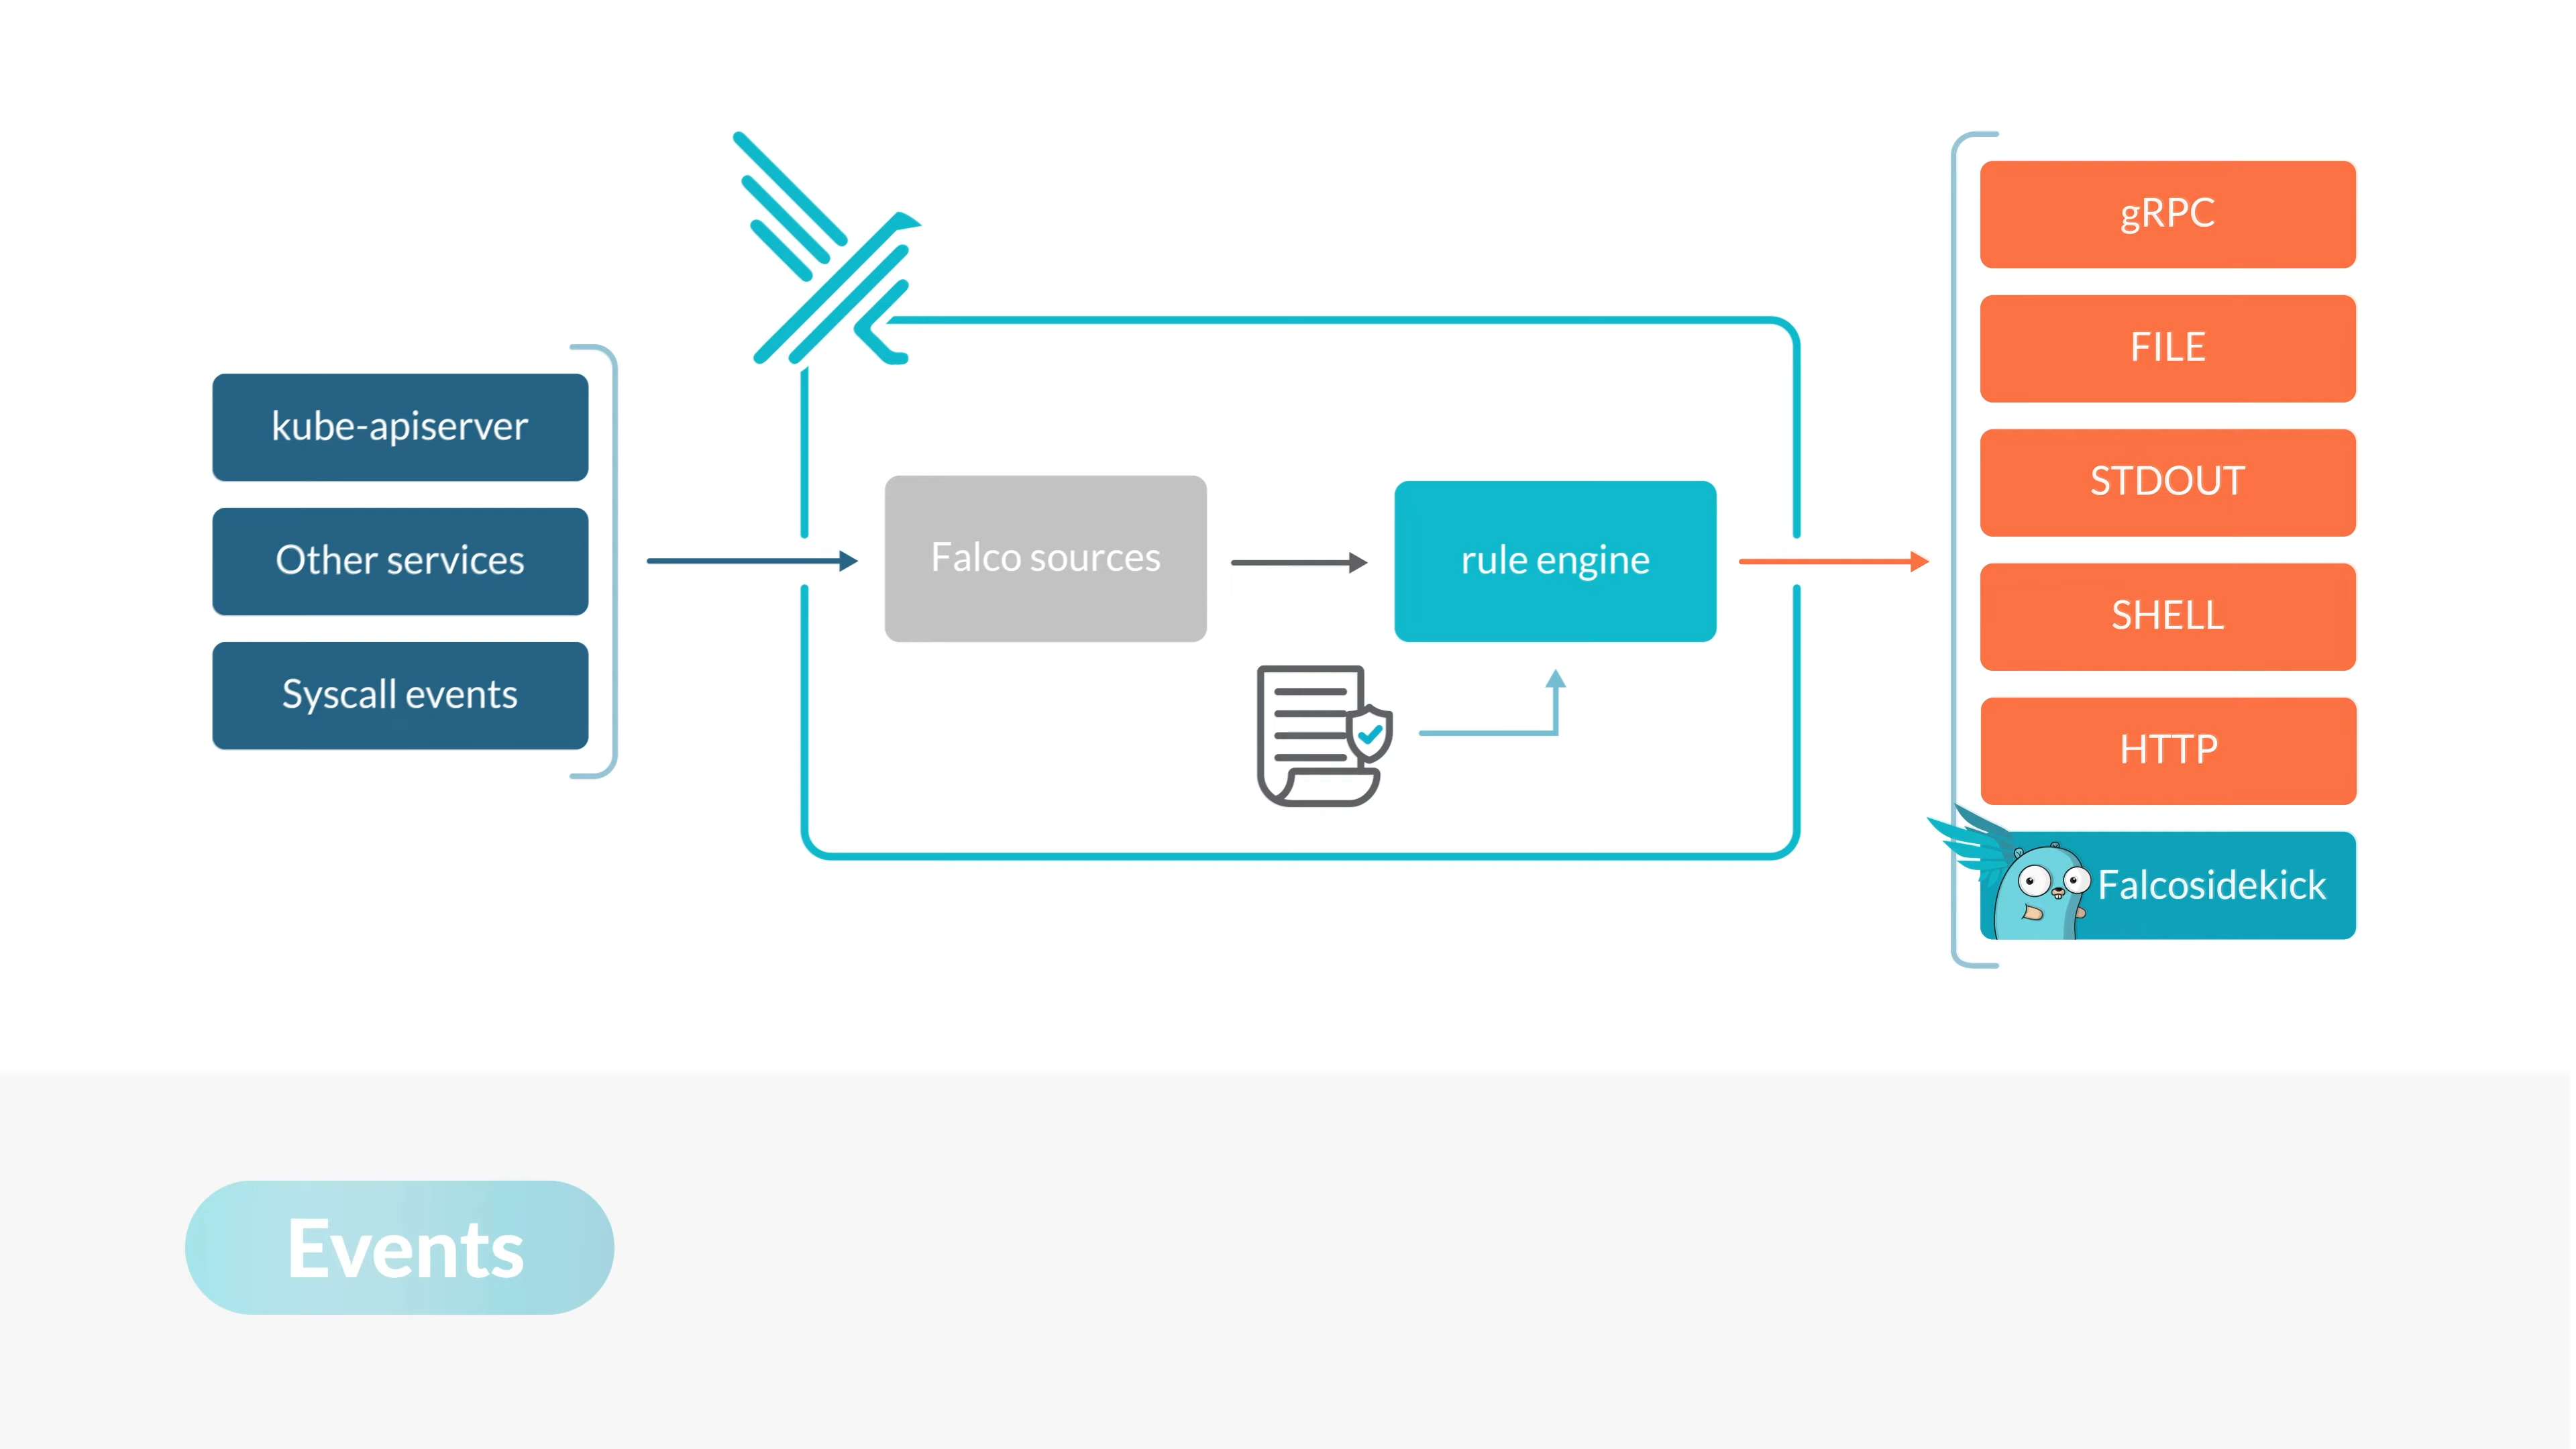 kube-apiserver
Other services
Syscall events
Falco sources
rule engine
gRPC
FILE
STDOUT
SHELL
HTTP
Falcosidekick
Events